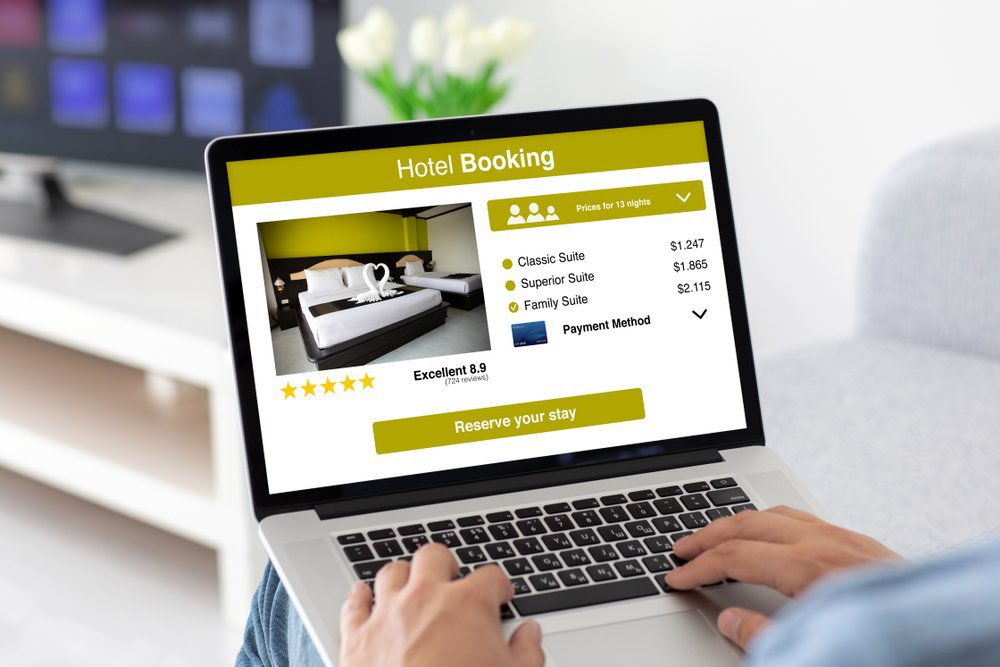 Hotel Booking
Prices for 13 nights
Classic Suite $1.247
Superior Suite $1.865
Family Suite $2.115
Payment Method
Excellent 8.9
(724 reviews)
Reserve your stay